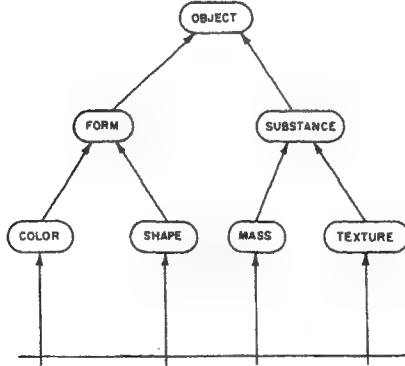 OBJECT
FORM
SUBSTANCE
COLOR
SHAPE
MASS
TEXTURE